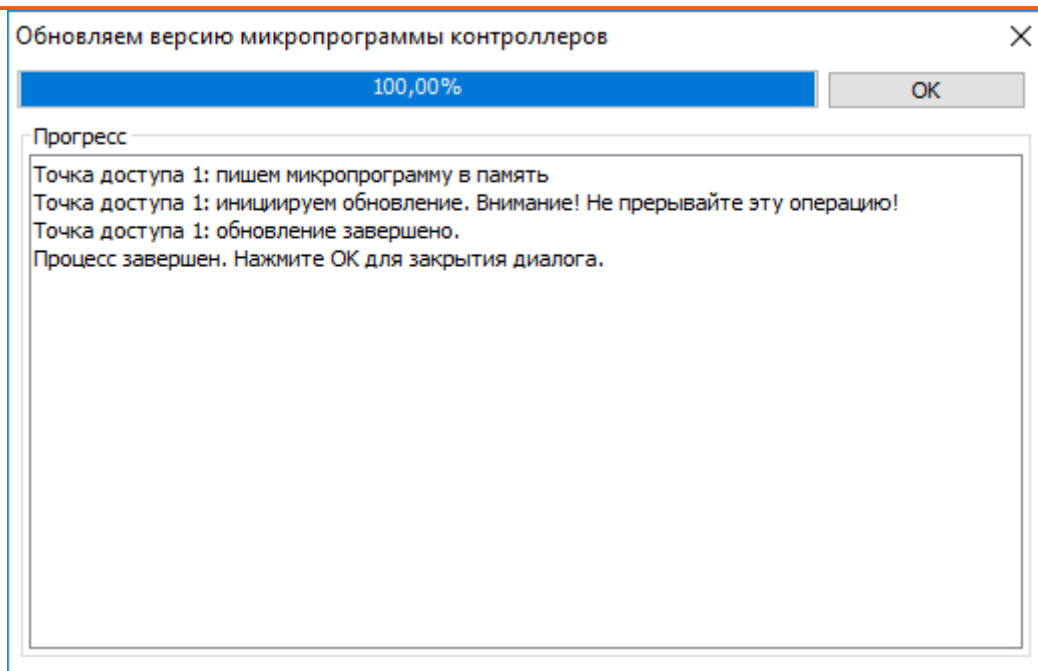 Обновляем версию микропрограммы контроллеров
100,00%
OK
Прогресс
Точка доступа 1: пишем микропрограмму в память
Точка доступа 1: инициируем обновление. Внимание! Не прерывайте эту операцию!
Точка доступа 1: обновление завершено.
Процесс завершен. Нажмите ОК для закрытия диалога.